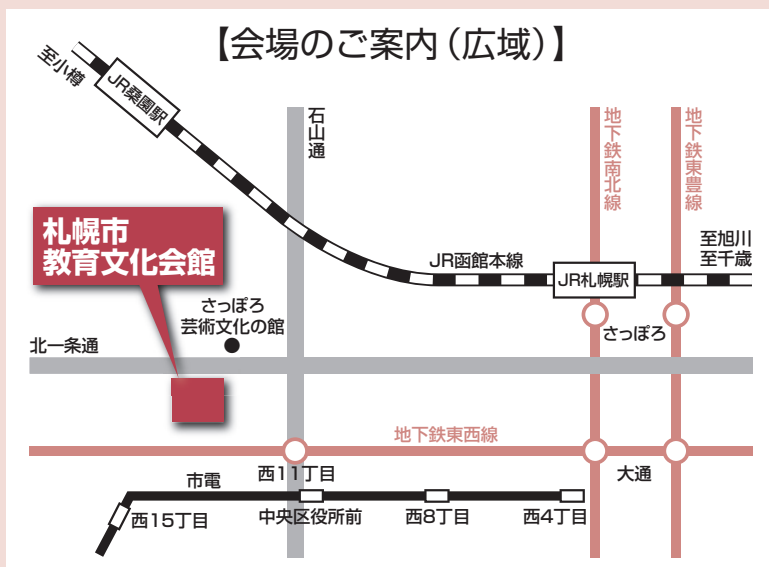 【会場のご案内（広域）】
至小樽
JR桑園駅
石山通
地下鉄南北線
地下鉄東豊線
札幌市
教育文化会館
JR函館本線
JR札幌駅
至旭川
至千歳
さっぽろ
芸術文化の館
さっぽろ
北一条通
地下鉄東西線
西11丁目
大通
市電
西15丁目
中央区役所前
西8丁目
西4丁目